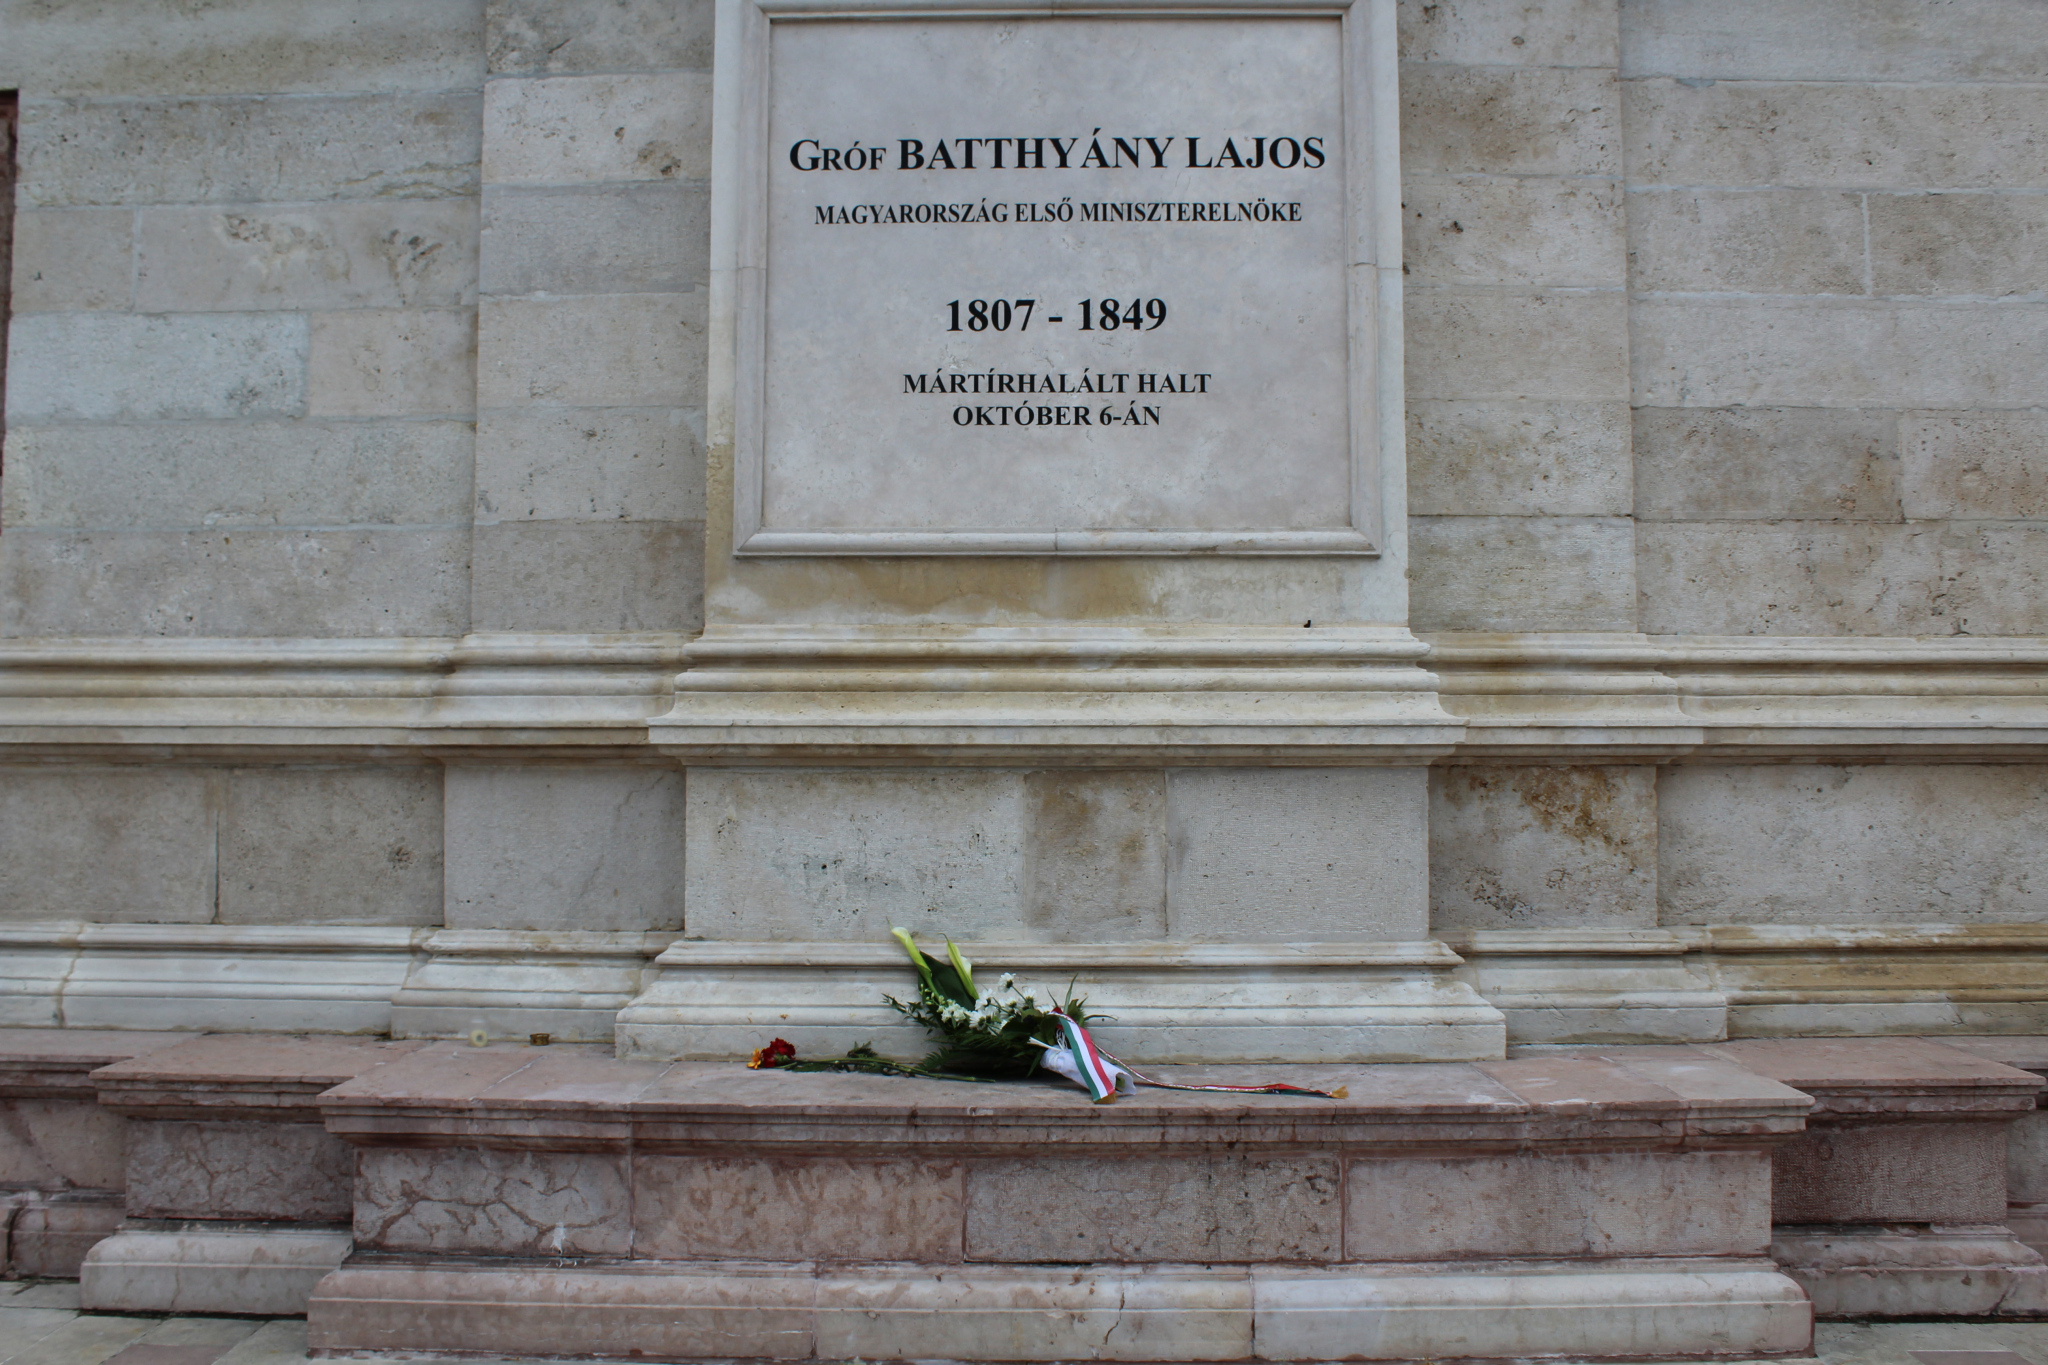 GRÓF BATTHYÁNY LAJOS
MAGYARORSZÁG ELSŐ MINISZTERELNÖKE
1807 - 1849
MÁRTÍRHALÁLT HALT
OKTÓBER 6-ÁN